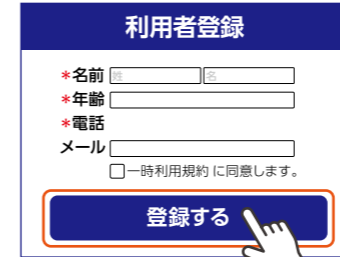 利用者登録
*名前 姓 名
*年齢
*電話
メール
一時利用規約 に同意します。
登録する